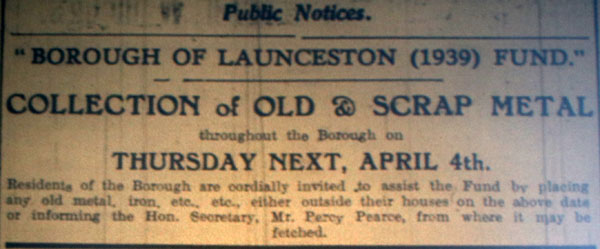 Public Notices.
"BOROUGH OF LAUNCESTON (1939) FUND."
COLLECTION of OLD & SCRAP METAL
throughout the Borough on
THURSDAY NEXT, APRIL 4th.
Residents of the Borough are cordially invited to assist the Fund by placing
any old metal, iron, etc., etc., either outside their houses on the above date
or informing the Hon. Secretary, Mr. Percy Pearce, from where it may be
fetched.